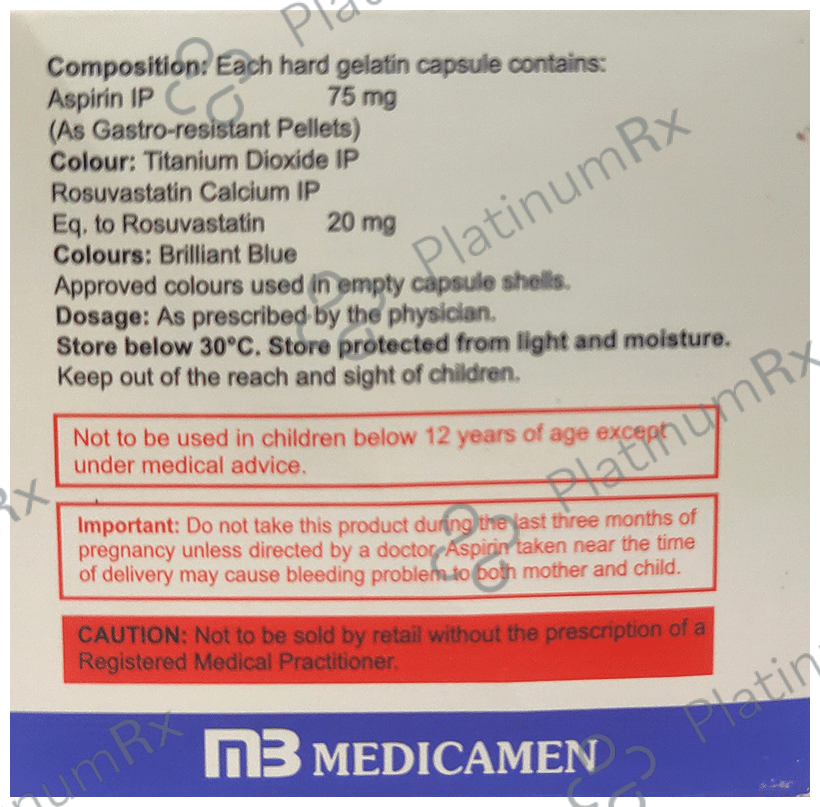 Composition: Each hard gelatin capsule contains:
Aspirin IP 75 mg
(As Gastro-resistant Pellets)
Colour: Titanium Dioxide IP
Rosuvastatin Calcium IP
Eq. to Rosuvastatin 20 mg
Colours: Brilliant Blue
Approved colours used in empty capsule shells.
Dosage: As prescribed by the physician.
Store below 30°C. Store protected from light and moisture.
Keep out of the reach and sight of children.
Not to be used in children below 12 years of age except
under medical advice.
Important: Do not take this product during the last three months of
pregnancy unless directed by a doctor. Aspirin taken near the time
of delivery may cause bleeding problem to both mother and child.
CAUTION: Not to be sold by retail without the prescription of a
Registered Medical Practitioner.
MB MEDICAMEN
PlatinumRx
PlatinumRx